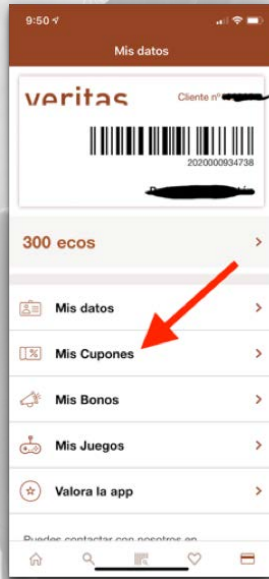 9:50
Mis datos
veritas
Cliente nº
2020000934738
300 ecos
Mis datos
Mis Cupones
Mis Bonos
Mis Juegos
Valora la app
Puedes contactar con nosotros en